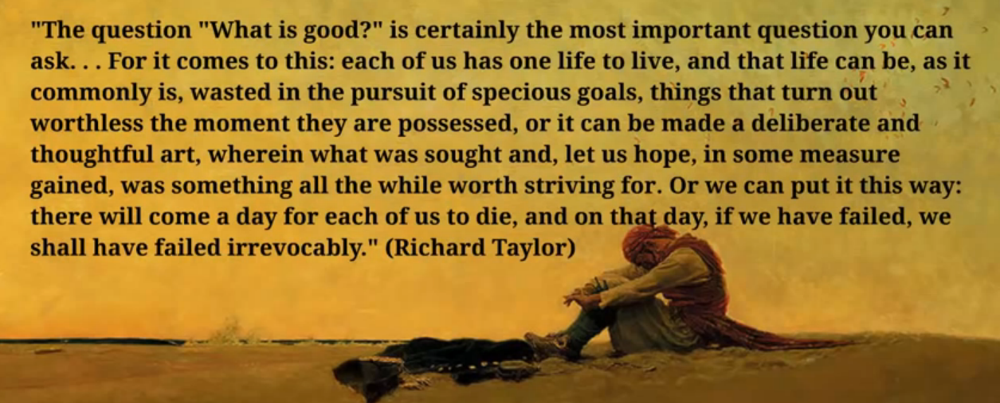 "The question "What is good?" is certainly the most important question you can
ask. . . For it comes to this: each of us has one life to live, and that life can be, as it
commonly is, wasted in the pursuit of specious goals, things that turn out
worthless the moment they are possessed, or it can be made a deliberate and
thoughtful art, wherein what was sought and, let us hope, in some measure
gained, was something all the while worth striving for. Or we can put it this way:
there will come a day for each of us to die, and on that day, if we have failed, we
shall have failed irrevocably." (Richard Taylor)